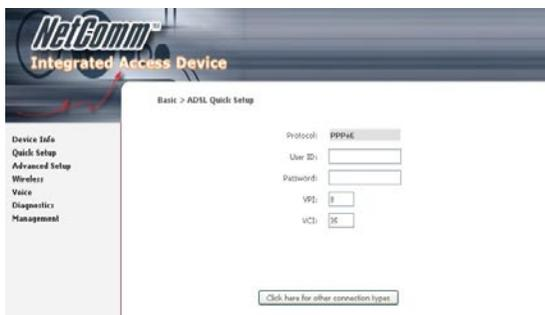 NetComm™
Integrated Access Device
Basic > ADSL Quick Setup
Device Info
Quick Setup
Advanced Setup
Wireless
Voice
Diagnostics
Management
Protocol: PPPoE
User ID:
Password:
VPI: 8
VCI: 35
Click here for other connection types